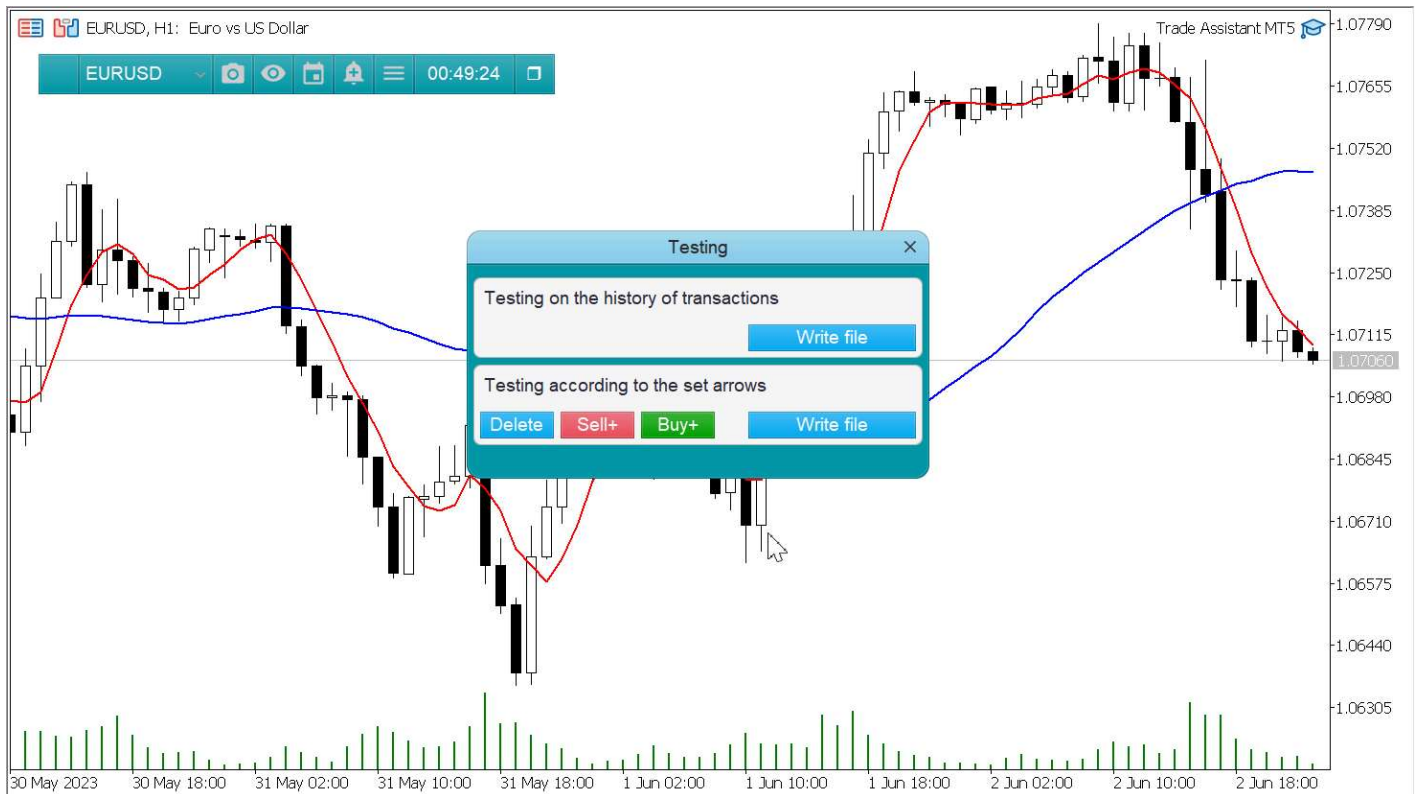 EURUSD, H1: Euro vs US Dollar
Trade Assistant MT5
EURUSD
00:49:24
1.07790
1.07655
1.07520
1.07385
1.07250
1.07115
1.07060
1.06980
1.06845
1.06710
1.06575
1.06440
1.06305
Testing
Testing on the history of transactions
Write file
Testing according to the set arrows
Delete Sell+ Buy+ Write file
30 May 2023 30 May 18:00 31 May 02:00 31 May 10:00 31 May 18:00 1 Jun 02:00 1 Jun 10:00 1 Jun 18:00 2 Jun 02:00 2 Jun 10:00 2 Jun 18:00